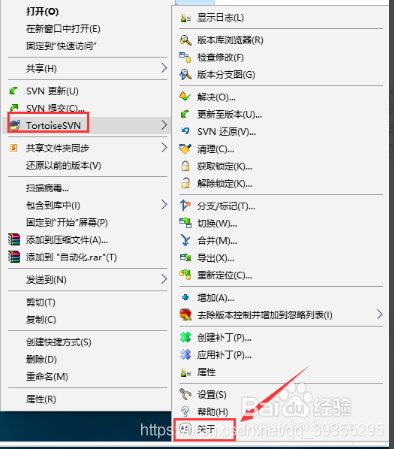 打开(O)
在新窗口中打开(E)
固定到"快速访问"
共享(H)
SVN 更新(U)
SVN 提交(C)...
TortoiseSVN
共享文件夹同步
还原以前的版本(V)
扫描病毒...
包含到库中(I)
固定到"开始"屏幕(P)
添加到压缩文件(A)...
添加到 "自动化.rar"(T)
发送到(N)
剪切(T)
复制(C)
创建快捷方式(S)
删除(D)
重命名(M)
属性(R)
显示日志(L)
版本库浏览器(R)
检查修改(F)
版本分支图(G)
解决(O)...
更新至版本(U)...
SVN 还原(V)...
清理(C)...
获取锁定(K)...
解除锁定(K)...
分支/标记(T)...
切换(W)...
合并(M)...
导出(X)...
重新定位(C)...
增加(A)...
去除版本控制并增加到忽略列表(I)
创建补丁(P)...
应用补丁(P)...
属性
设置(S)
帮助(H)
关于
Baidu 经验
https://blog.csdn.net/qq_39356295